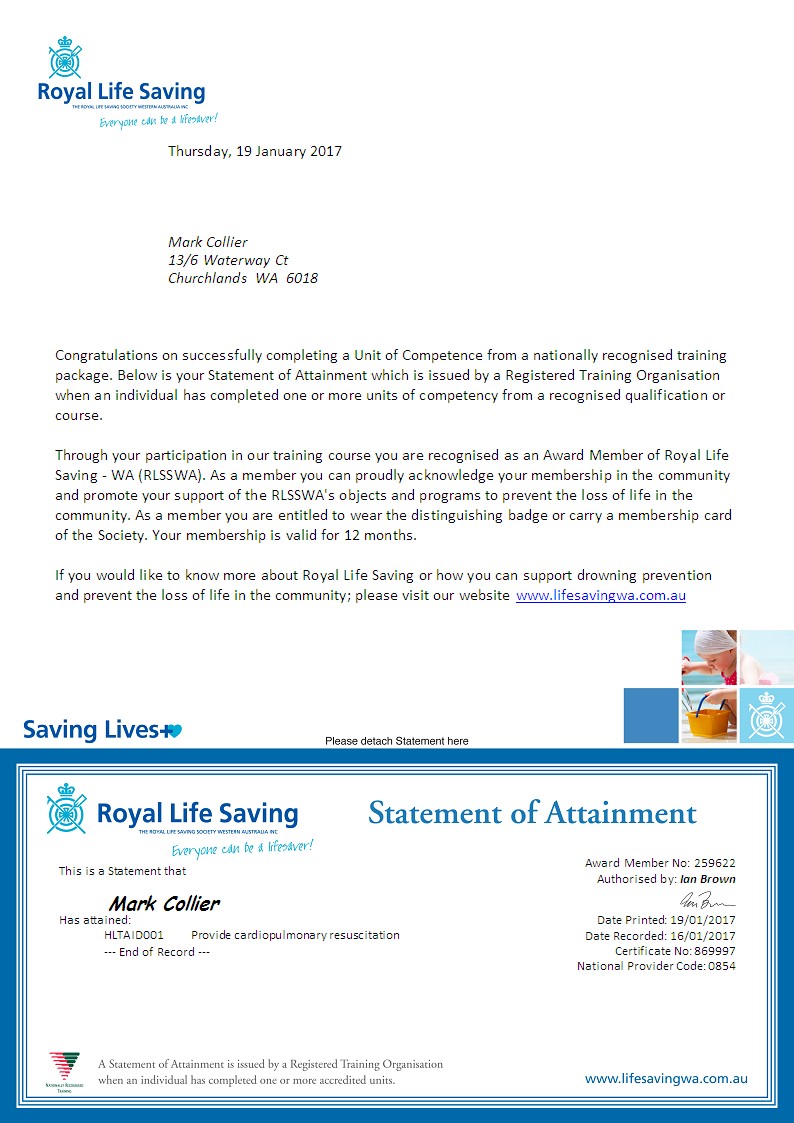 Royal Life Saving
THE ROYAL LIFE SAVING SOCIETY WESTERN AUSTRALIA INC
Everyone can be a lifesaver!
Thursday, 19 January 2017
Mark Collier
13/6 Waterway Ct
Churchlands WA 6018
Congratulations on successfully completing a Unit of Competence from a nationally recognised training
package. Below is your Statement of Attainment which is issued by a Registered Training Organisation
when an individual has completed one or more units of competency from a recognised qualification or
course.
Through your participation in our training course you are recognised as an Award Member of Royal Life
Saving - WA (RLSSWA). As a member you can proudly acknowledge your membership in the community
and promote your support of the RLSSWA's objects and programs to prevent the loss of life in the
community. As a member you are entitled to wear the distinguishing badge or carry a membership card
of the Society. Your membership is valid for 12 months.
If you would like to know more about Royal Life Saving or how you can support drowning prevention
and prevent the loss of life in the community; please visit our website www.lifesavingwa.com.au
Saving Lives+
Please detach Statement here
Royal Life Saving
THE ROYAL LIFE SAVING SOCIETY WESTERN AUSTRALIA INC
Everyone can be a lifesaver!
Statement of Attainment
This is a Statement that
Mark Collier
Has attained:
HLTAID001 Provide cardiopulmonary resuscitation
--- End of Record ---
Award Member No: 259622
Authorised by: Ian Brown
Ian Brown
Date Printed: 19/01/2017
Date Recorded: 16/01/2017
Certificate No: 869997
National Provider Code: 0854
NATIONALLY RECOGNISED
TRAINING
A Statement of Attainment is issued by a Registered Training Organisation
when an individual has completed one or more accredited units.
www.lifesavingwa.com.au